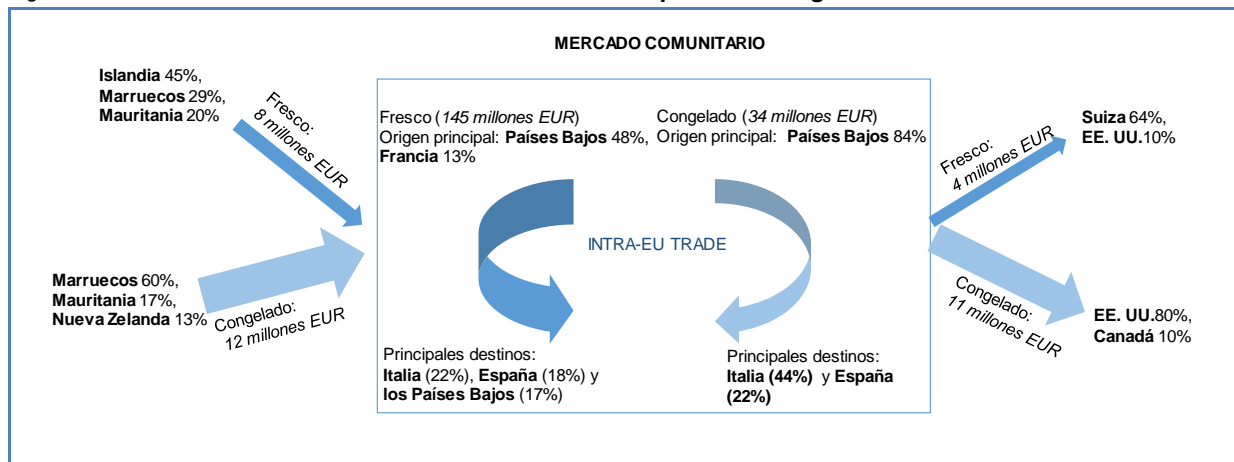 MERCADO COMUNITARIO
Islandia 45%,
Marruecos 29%,
Mauritania 20%
Fresco:
8 millones EUR
Marruecos 60%,
Mauritania 17%,
Nueva Zelanda 13%
Congelado:
12 millones EUR
Fresco (145 millones EUR)
Origen principal: Países Bajos 48%,
Francia 13%
Congelado (34 millones EUR)
Origen principal: Países Bajos 84%
INTRA-EU TRADE
Principales destinos:
Italia (22%), España (18%) y
los Países Bajos (17%)
Principales destinos:
Italia (44%) y España
(22%)
Fresco:
4 millones EUR
Suiza 64%,
EE. UU.10%
Congelado:
11 millones EUR
EE. UU.80%,
Canadá 10%